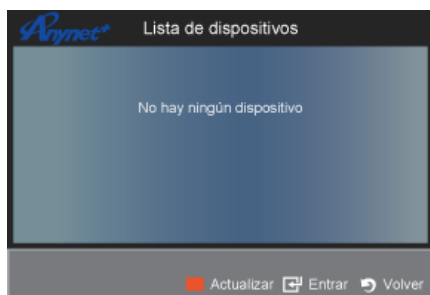 Anynet+ Lista de dispositivos
No hay ningún dispositivo
Actualizar Entrar Volver